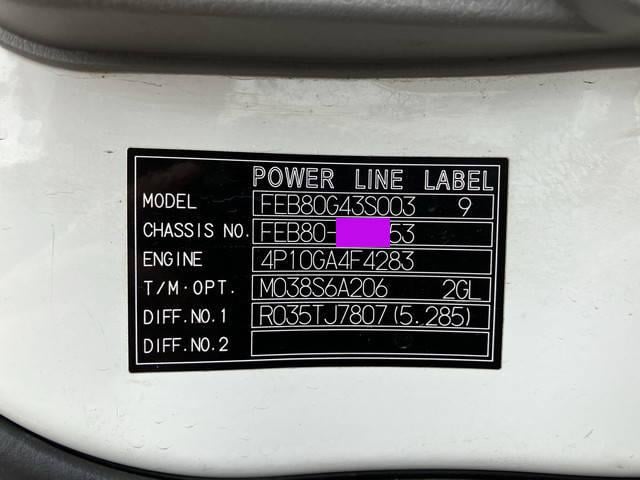 POWER LINE LABEL
MODEL FEB80G43S003 9
CHASSIS NO. FEB80- 53
ENGINE 4P10GA4F4283
T/M·OPT. M038S6A206 2GL
DIFF.NO.1 R035TJ7807(5.285)
DIFF.NO.2